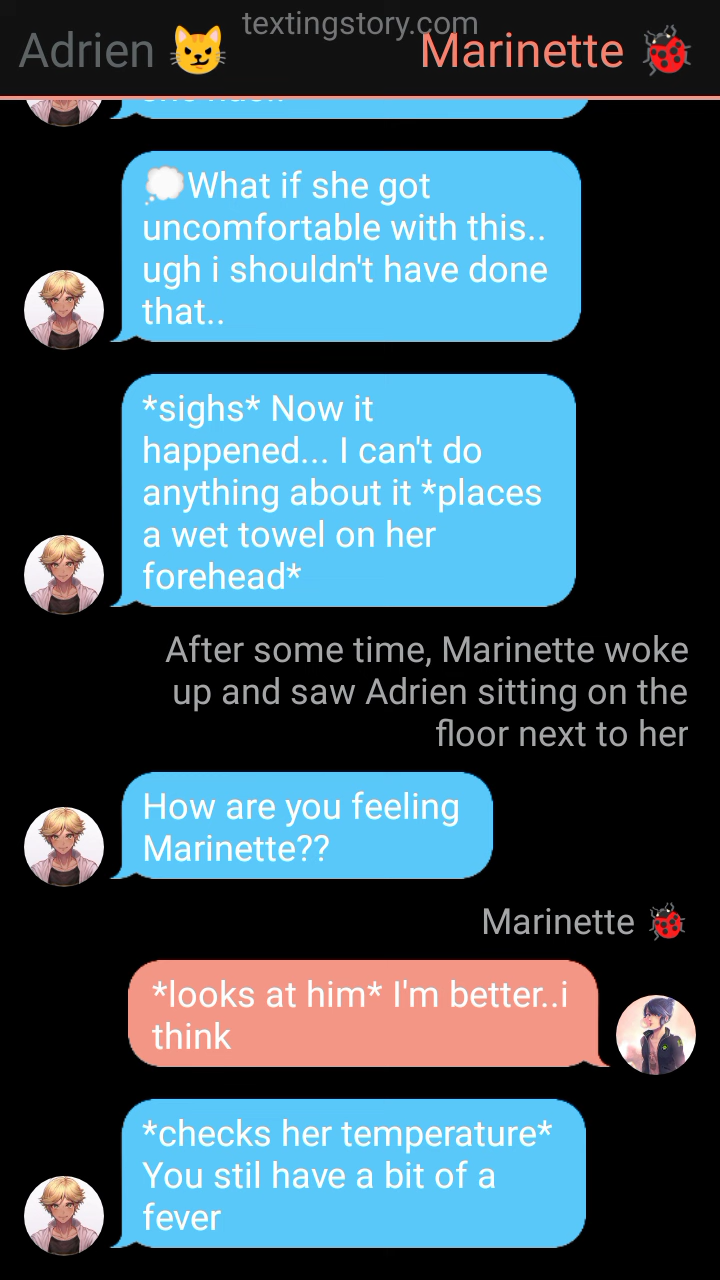 textingstory.com
Adrien 😼 Marinette 🐞
💭What if she got
uncomfortable with this..
ugh i shouldn't have done
that..
*sighs* Now it
happened... I can't do
anything about it *places
a wet towel on her
forehead*
After some time, Marinette woke
up and saw Adrien sitting on the
floor next to her
How are you feeling
Marinette??
Marinette 🐞
*looks at him* I'm better..i
think
*checks her temperature*
You stil have a bit of a
fever